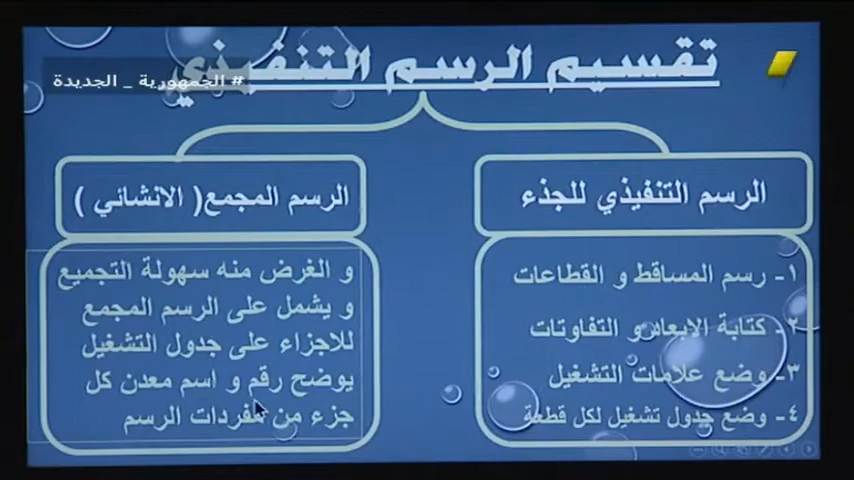 تقسيم الرسم التنفيذي
# الجمهورية _ الجديدة
الرسم التنفيذي للجذء
١- رسم المساقط و القطاعات
٢- كتابة الابعاد و التفاوتات
٣- وضع علامات التشغيل
٤- وضع جدول تشغيل لكل قطعة
الرسم المجمع( الانشائي )
و الغرض منه سهولة التجميع
و يشمل على الرسم المجمع
للاجزاء على جدول التشغيل
يوضح رقم و اسم معدن كل
جزء من مفردات الرسم